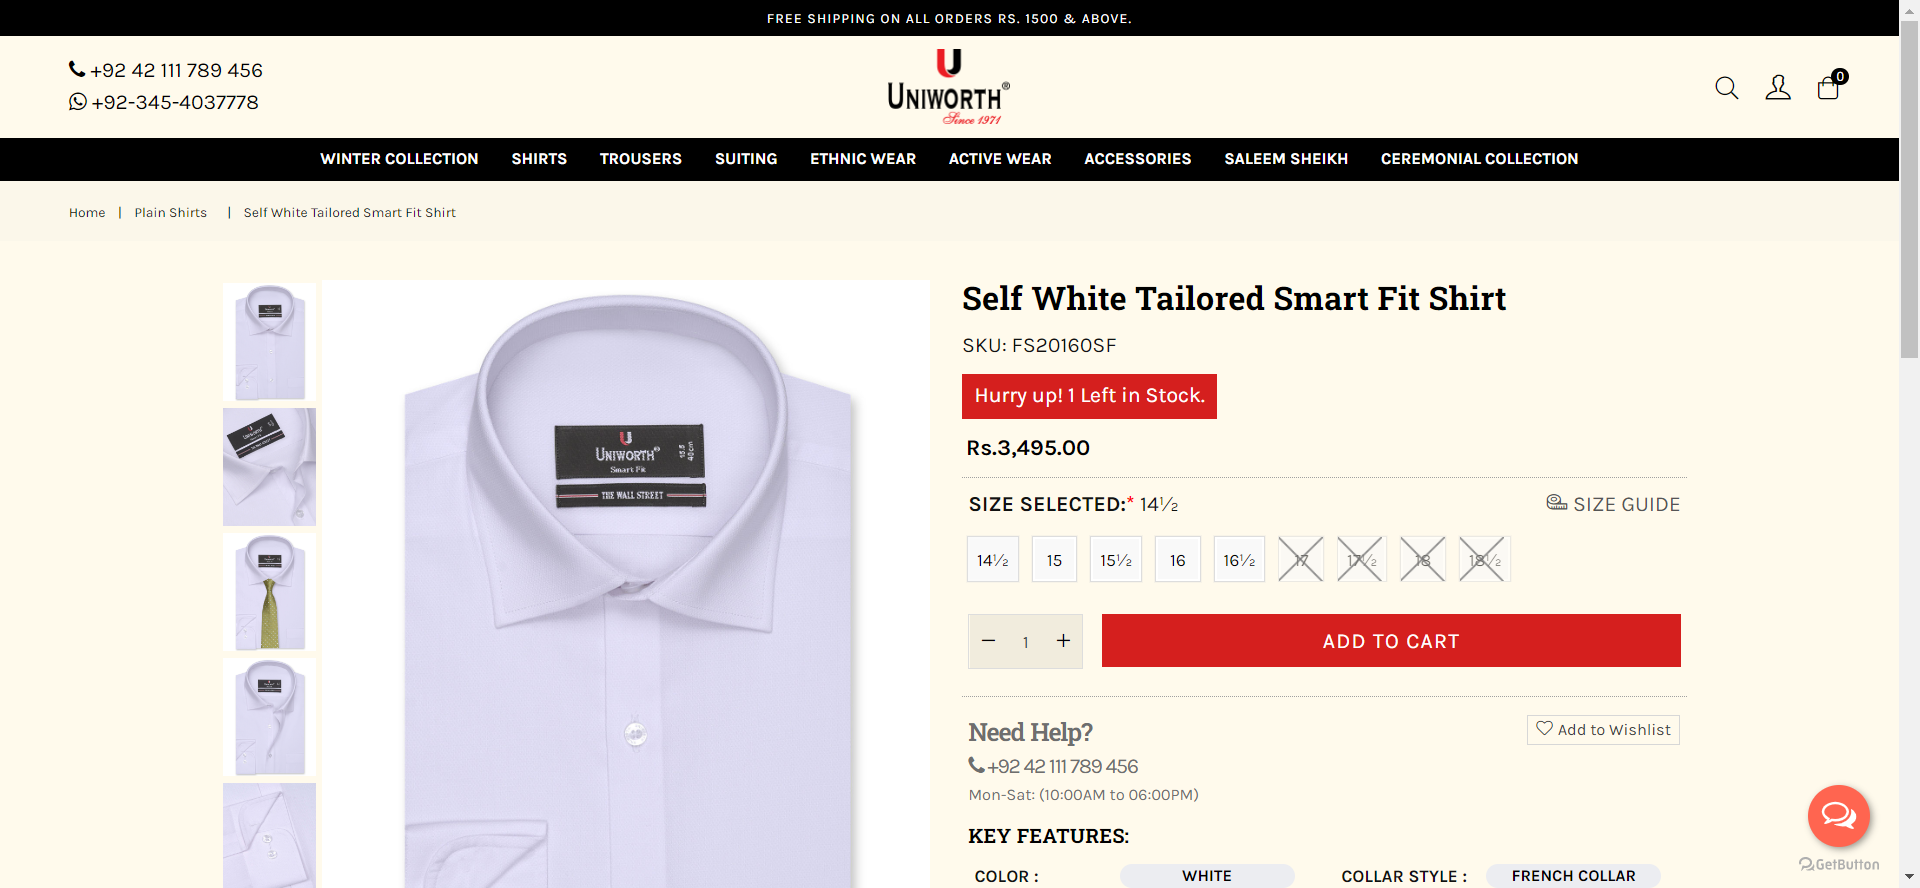 FREE SHIPPING ON ALL ORDERS RS. 1500 & ABOVE.
+92 42 111 789 456
+92-345-4037778
UNIWORTH®
Since 1971
0
WINTER COLLECTION SHIRTS TROUSERS SUITING ETHNIC WEAR ACTIVE WEAR ACCESSORIES SALEEM SHEIKH CEREMONIAL COLLECTION
Home | Plain Shirts | Self White Tailored Smart Fit Shirt
UNIWORTH®
Smart Fit
15.5
40cm
THE WALL STREET
Self White Tailored Smart Fit Shirt
SKU: FS20160SF
Hurry up! 1 Left in Stock.
Rs.3,495.00
SIZE SELECTED:* 14½
SIZE GUIDE
14½ 15 15½ 16 16½ 17 17½ 18 18½
− 1 +
ADD TO CART
Need Help?
Add to Wishlist
+92 42 111 789 456
Mon-Sat: (10:00AM to 06:00PM)
KEY FEATURES:
COLOR : WHITE COLLAR STYLE : FRENCH COLLAR
GetButton